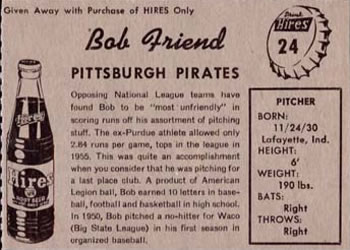 Given Away with Purchase of HIRES Only
Drink
Hires
24
Bob Friend
PITTSBURGH PIRATES
Opposing National League teams have
found Bob to be "most unfriendly" in
scoring runs off his assortment of pitching
stuff. The ex-Purdue athlete allowed only
2.84 runs per game, tops in the league in
1955. This was quite an accomplishment
when you consider that he was pitching for
a last place club. A product of American
Legion ball, Bob earned 10 letters in base-
ball, football and basketball in high school.
In 1950, Bob pitched a no-hitter for Waco
(Big State League) in his first season in
organized baseball.
PITCHER
BORN:
11/24/30
Lafayette, Ind.
HEIGHT:
6'
WEIGHT:
190 lbs.
BATS:
Right
THROWS:
Right
Hires